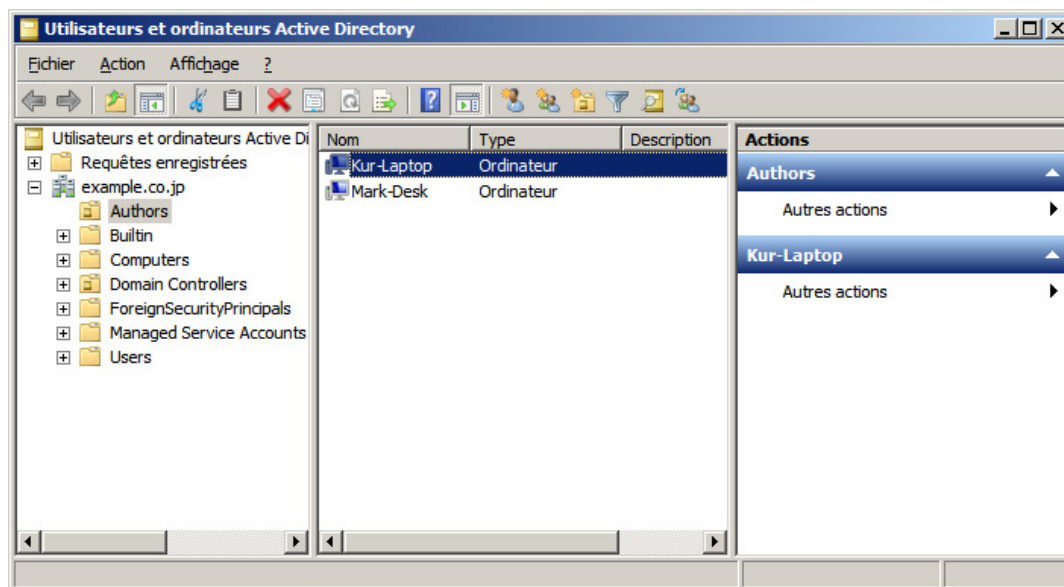 Utilisateurs et ordinateurs Active Directory
Fichier Action Affichage ?
Utilisateurs et ordinateurs Active Di
Requêtes enregistrées
example.co.jp
Authors
Builtin
Computers
Domain Controllers
ForeignSecurityPrincipals
Managed Service Accounts
Users
Nom Type Description
Kur-Laptop Ordinateur
Mark-Desk Ordinateur
Actions
Authors
Autres actions
Kur-Laptop
Autres actions